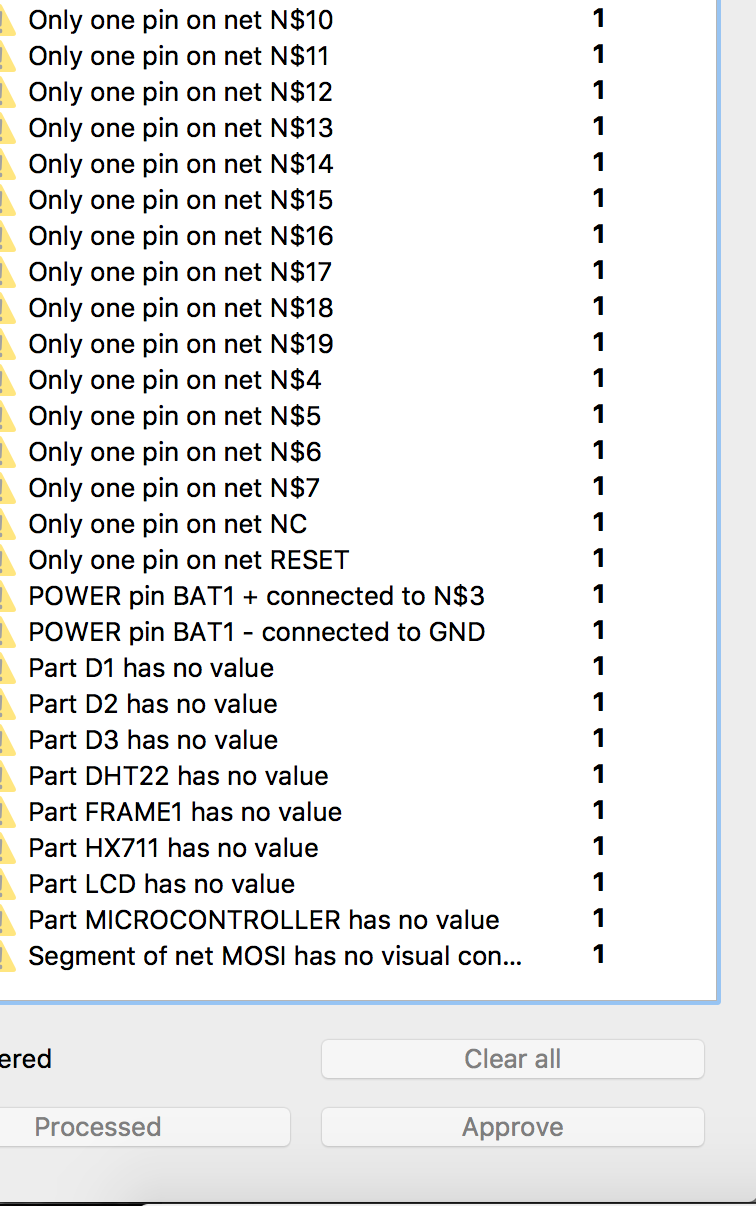 Only one pin on net N$10 1
Only one pin on net N$11 1
Only one pin on net N$12 1
Only one pin on net N$13 1
Only one pin on net N$14 1
Only one pin on net N$15 1
Only one pin on net N$16 1
Only one pin on net N$17 1
Only one pin on net N$18 1
Only one pin on net N$19 1
Only one pin on net N$4 1
Only one pin on net N$5 1
Only one pin on net N$6 1
Only one pin on net N$7 1
Only one pin on net NC 1
Only one pin on net RESET 1
POWER pin BAT1 + connected to N$3 1
POWER pin BAT1 - connected to GND 1
Part D1 has no value 1
Part D2 has no value 1
Part D3 has no value 1
Part DHT22 has no value 1
Part FRAME1 has no value 1
Part HX711 has no value 1
Part LCD has no value 1
Part MICROCONTROLLER has no value 1
Segment of net MOSI has no visual con... 1
ered Clear all
Processed Approve